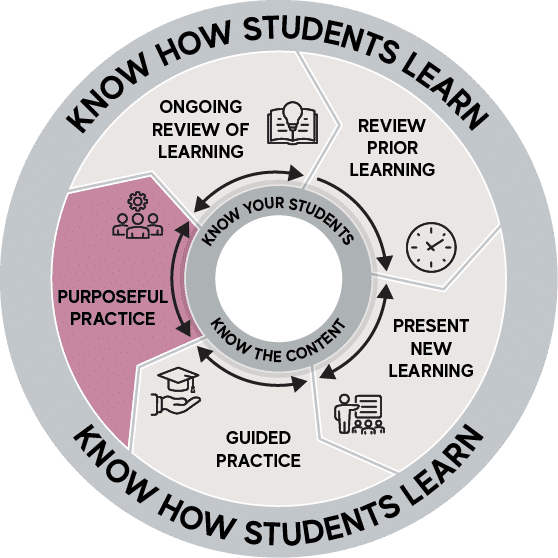 KNOW HOW STUDENTS LEARN
ONGOING
REVIEW OF
LEARNING
REVIEW
PRIOR
LEARNING
KNOW YOUR STUDENTS
PURPOSEFUL
PRACTICE
KNOW THE CONTENT
PRESENT
NEW
LEARNING
GUIDED
PRACTICE
KNOW HOW STUDENTS LEARN